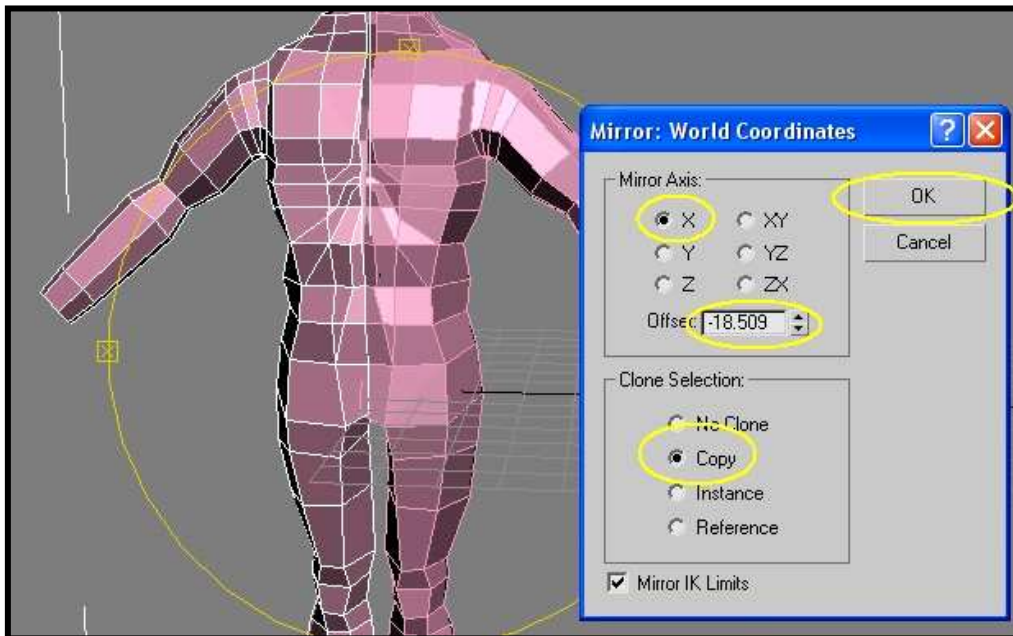 Mirror: World Coordinates
Mirror Axis:
X
XY
Y
YZ
Z
ZX
Offset: -18.509
OK
Cancel
Clone Selection:
No Clone
Copy
Instance
Reference
Mirror IK Limits